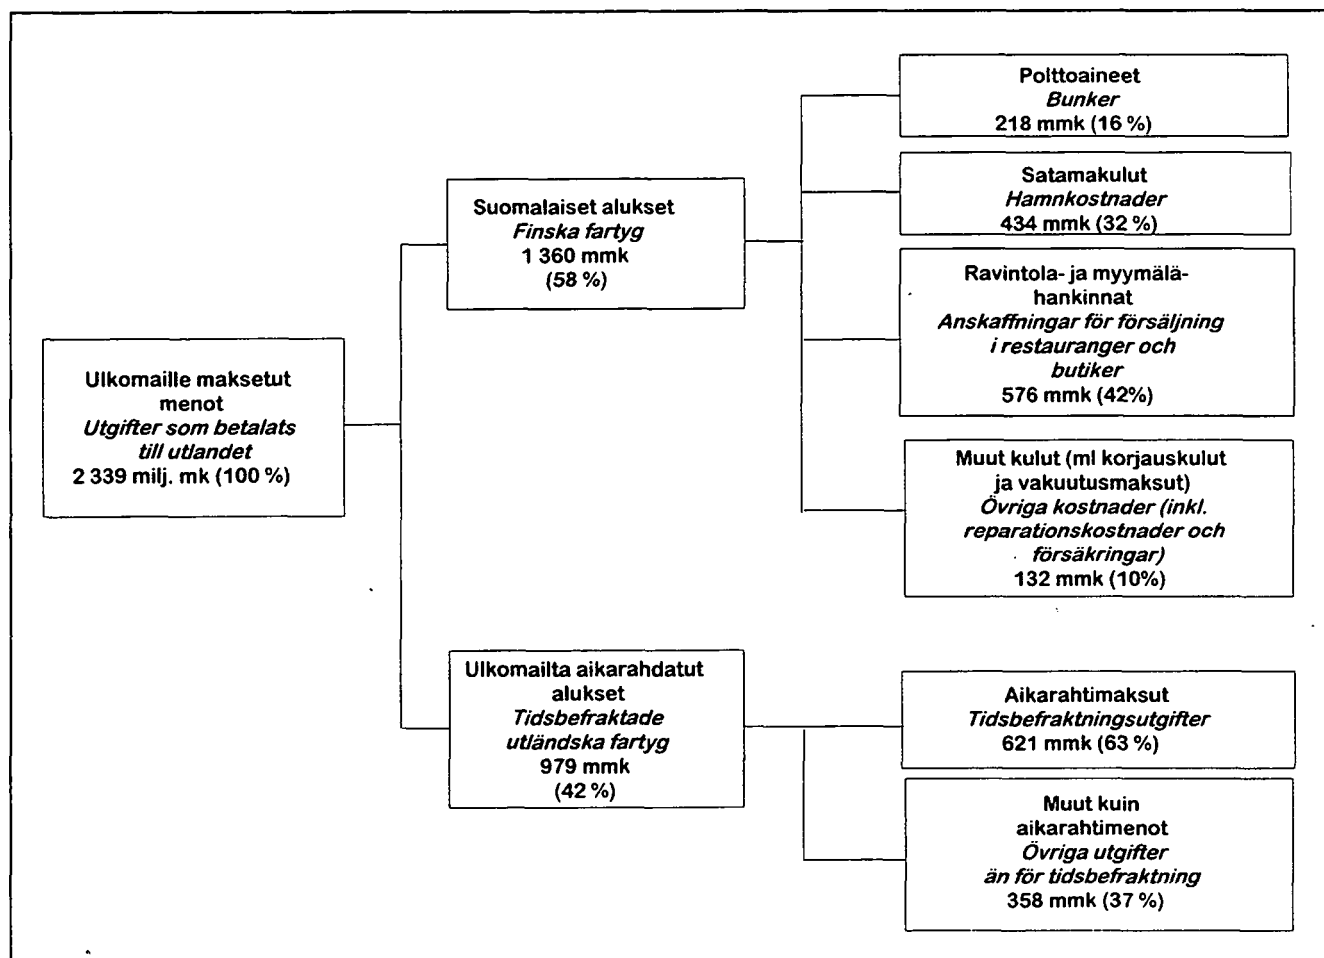 Ulkomaille maksetut
menot
Utgifter som betalats
till utlandet
2 339 milj. mk (100 %)
Suomalaiset alukset
Finska fartyg
1 360 mmk
(58 %)
Polttoaineet
Bunker
218 mmk (16 %)
Satamakulut
Hamnkostnader
434 mmk (32 %)
Ravintola- ja myymälä-
hankinnat
Anskaffningar för försäljning
i restauranger och
butiker
576 mmk (42%)
Muut kulut (ml korjauskulut
ja vakuutusmaksut)
Övriga kostnader (inkl.
reparationskostnader och
försäkringar)
132 mmk (10%)
Ulkomailta aikarahdatut
alukset
Tidsbefraktade
utländska fartyg
979 mmk
(42 %)
Aikarahtimaksut
Tidsbefraktningsutgifter
621 mmk (63 %)
Muut kuin
aikarahtimenot
Övriga utgifter
än för tidsbefraktning
358 mmk (37 %)